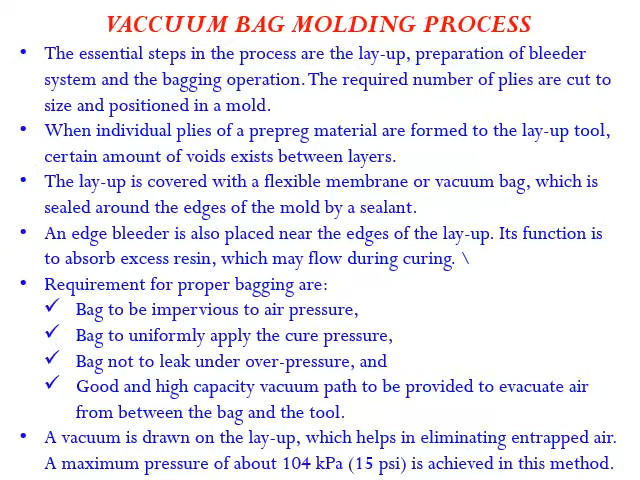 VACCUUM BAG MOLDING PROCESS
• The essential steps in the process are the lay-up, preparation of bleeder
system and the bagging operation. The required number of plies are cut to
size and positioned in a mold.
• When individual plies of a prepreg material are formed to the lay-up tool,
certain amount of voids exists between layers.
• The lay-up is covered with a flexible membrane or vacuum bag, which is
sealed around the edges of the mold by a sealant.
• An edge bleeder is also placed near the edges of the lay-up. Its function is
to absorb excess resin, which may flow during curing. \
• Requirement for proper bagging are:
✓ Bag to be impervious to air pressure,
✓ Bag to uniformly apply the cure pressure,
✓ Bag not to leak under over-pressure, and
✓ Good and high capacity vacuum path to be provided to evacuate air
from between the bag and the tool.
• A vacuum is drawn on the lay-up, which helps in eliminating entrapped air.
A maximum pressure of about 104 kPa (15 psi) is achieved in this method.